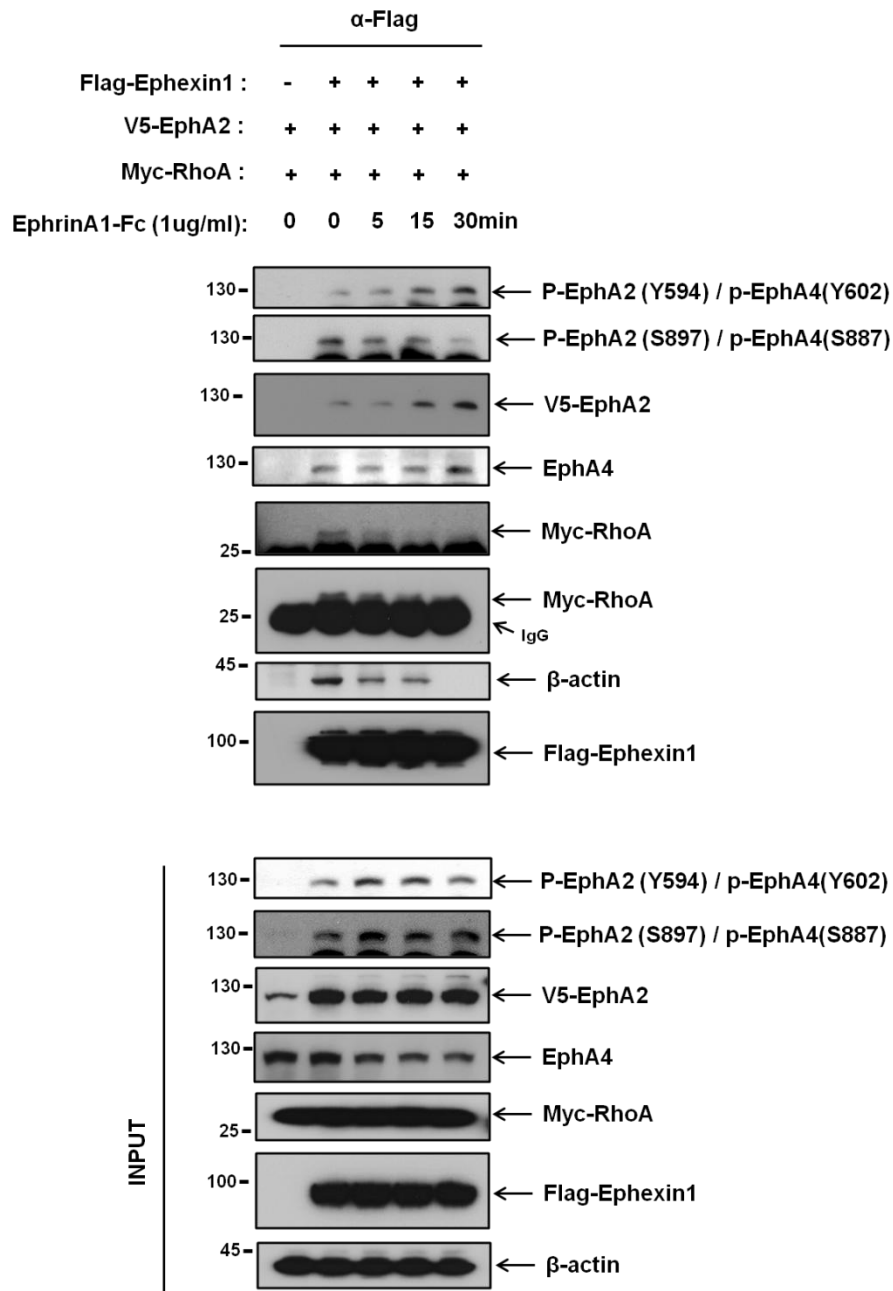 α-Flag
Flag-Ephexin1 : - + + + +
V5-EphA2 : + + + + +
Myc-RhoA : + + + + +
EphrinA1-Fc (1ug/ml): 0 0 5 15 30min
130 P-EphA2 (Y594) / p-EphA4(Y602)
130 P-EphA2 (S897) / p-EphA4(S887)
130 V5-EphA2
130 EphA4
Myc-RhoA
25
Myc-RhoA
25
IgG
45
β-actin
100 Flag-Ephexin1
INPUT
130 P-EphA2 (Y594) / p-EphA4(Y602)
130 P-EphA2 (S897) / p-EphA4(S887)
130 V5-EphA2
130 EphA4
Myc-RhoA
25
100 Flag-Ephexin1
45
β-actin